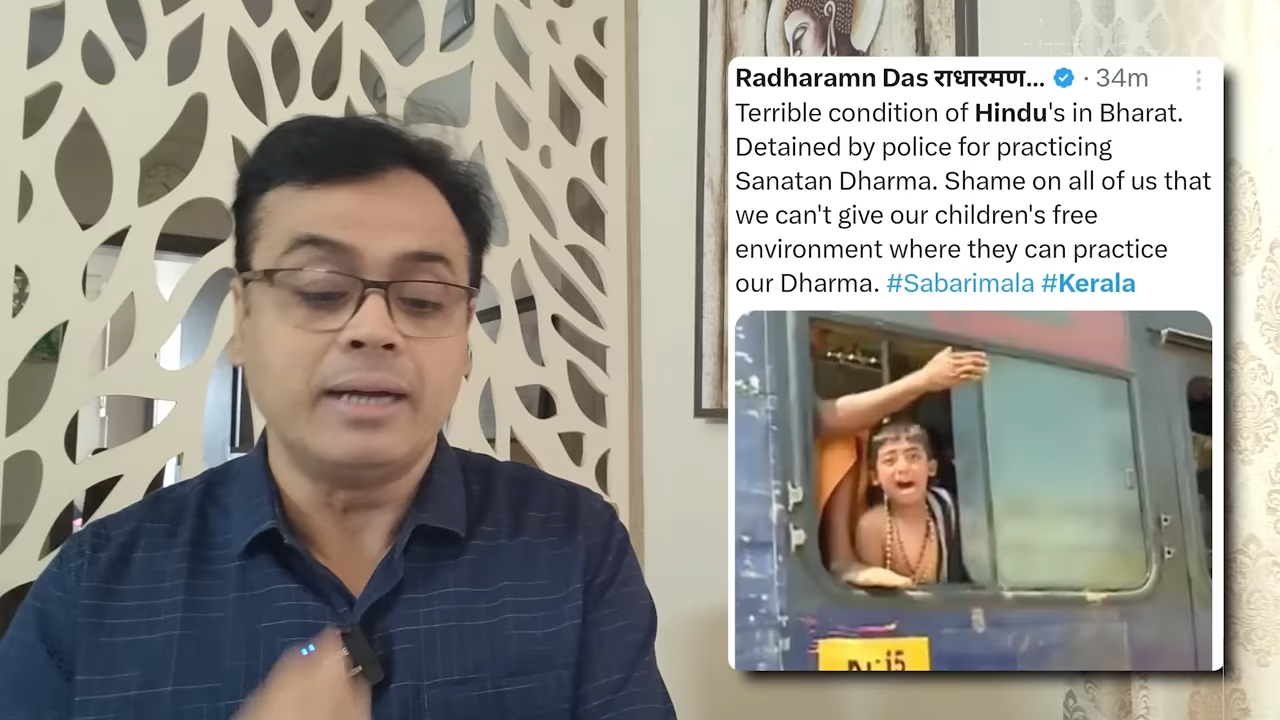 Radharamn Das राधारमण... · 34m
Terrible condition of Hindu's in Bharat.
Detained by police for practicing
Sanatan Dharma. Shame on all of us that
we can't give our children's free
environment where they can practice
our Dharma. #Sabarimala #Kerala